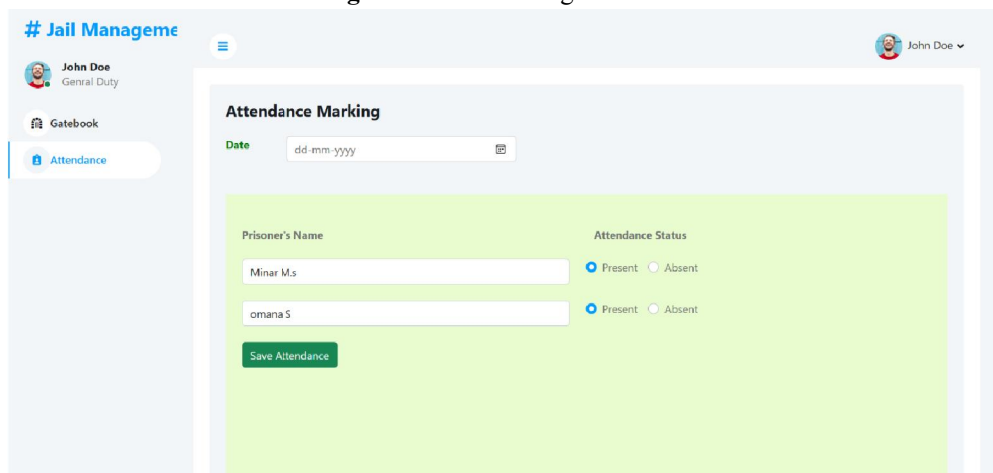 # Jail Manageme
John Doe
Genral Duty
Gatebook
Attendance
John Doe
Attendance Marking
Date
dd-mm-yyyy
Prisoner's Name
Attendance Status
Minar M.s
Present
Absent
omana S
Present
Absent
Save Attendance